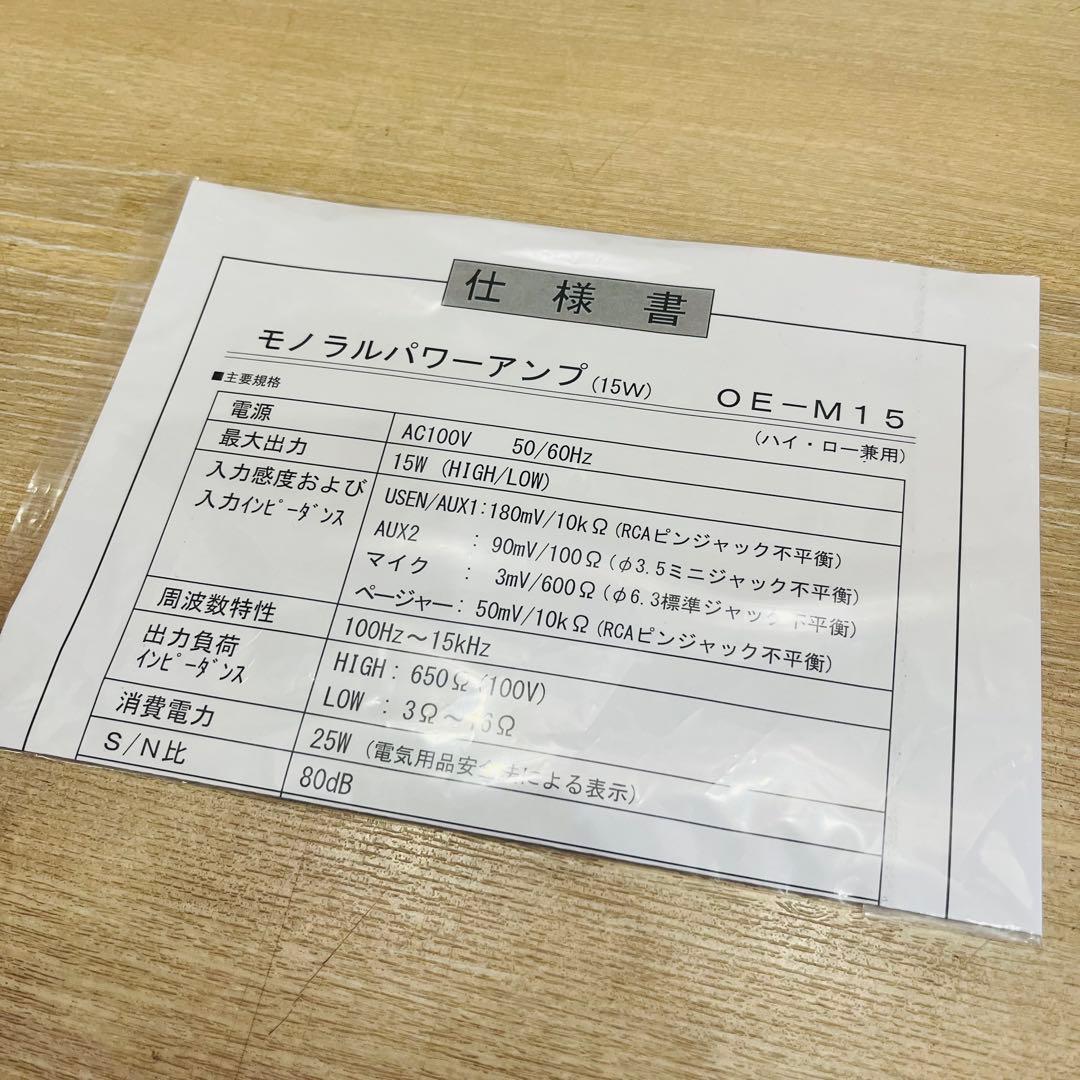 仕様書
モノラルパワーアンプ(15W) OE-M15
■主要規格 (ハイ・ロー兼用)
電源 AC100V 50/60Hz
最大出力 15W (HIGH/LOW)
入力感度および USEN/AUX1:180mV/10kΩ(RCAピンジャック不平衡)
入力インピーダンス AUX2 : 90mV/100Ω(φ3.5ミニジャック不平衡)
マイク : 3mV/600Ω(φ6.3標準ジャック不平衡)
ページャー: 50mV/10kΩ(RCAピンジャック不平衡)
周波数特性 100Hz~15kHz
出力負荷 HIGH: 650Ω(100V)
インピーダンス LOW : 3Ω~6Ω
消費電力 25W (電気用品安全法による表示)
S/N比 80dB